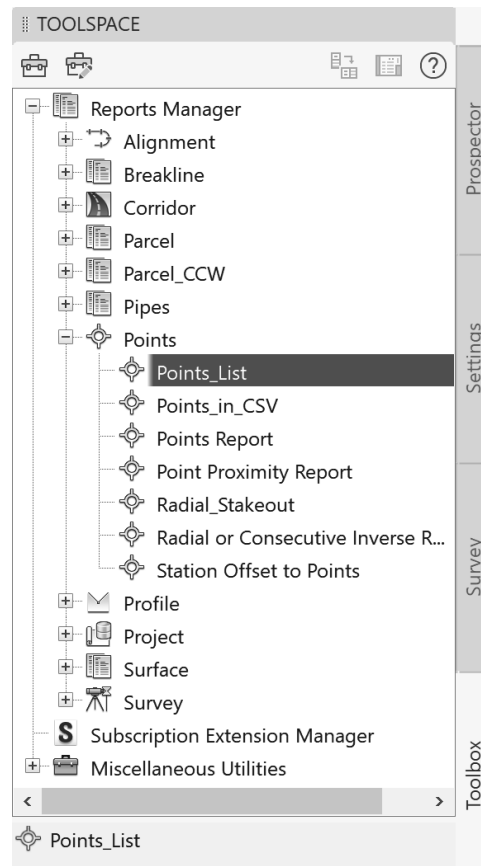 TOOLSPACE
?
Reports Manager
Alignment
Breakline
Corridor
Parcel
Parcel_CCW
Pipes
Points
Points_List
Points_in_CSV
Points Report
Point Proximity Report
Radial_Stakeout
Radial or Consecutive Inverse R...
Station Offset to Points
Profile
Project
Surface
Survey
S Subscription Extension Manager
Miscellaneous Utilities
Points_List
Prospector
Settings
Survey
Toolbox